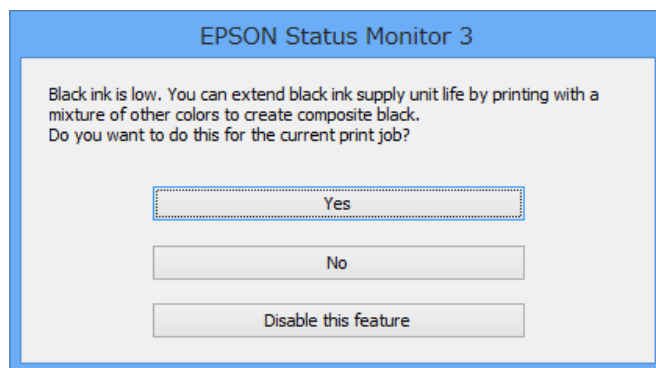 EPSON Status Monitor 3
Black ink is low. You can extend black ink supply unit life by printing with a
mixture of other colors to create composite black.
Do you want to do this for the current print job?
Yes
No
Disable this feature